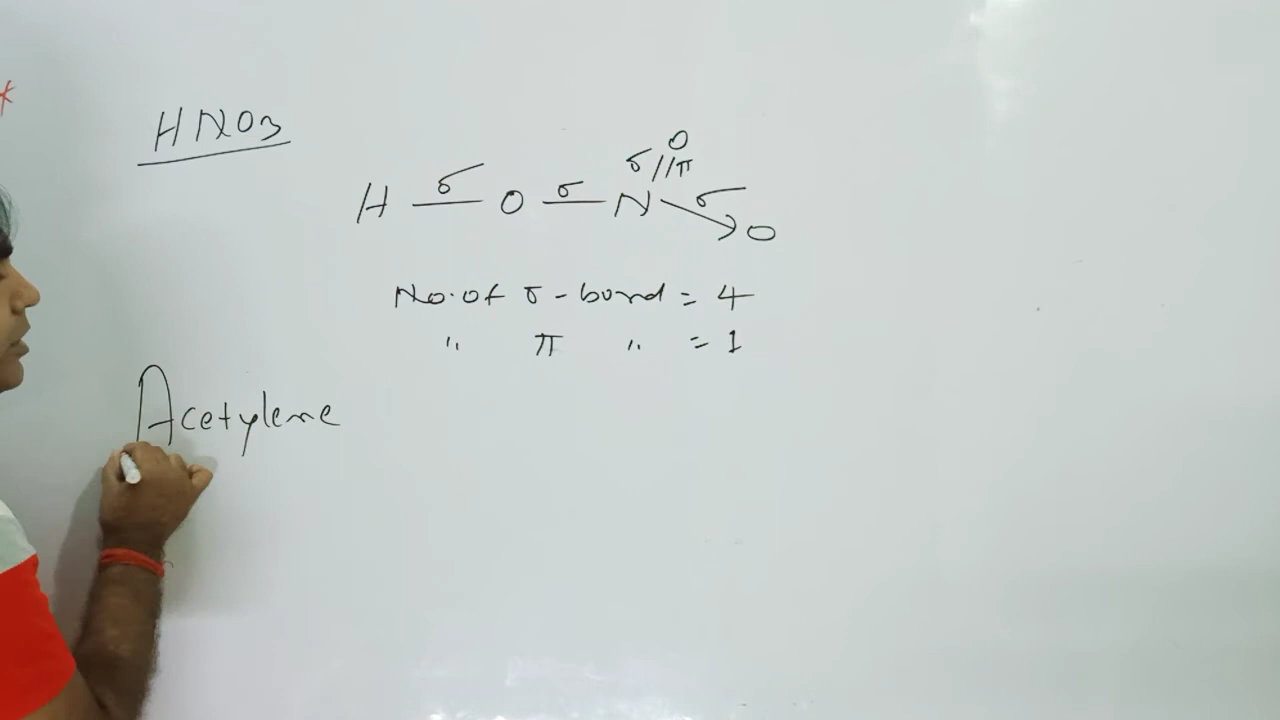 HNO3
O
σ // π
H σ— O σ— N σ→ O
No. of σ - bond = 4
" π " = 1
Acetylene